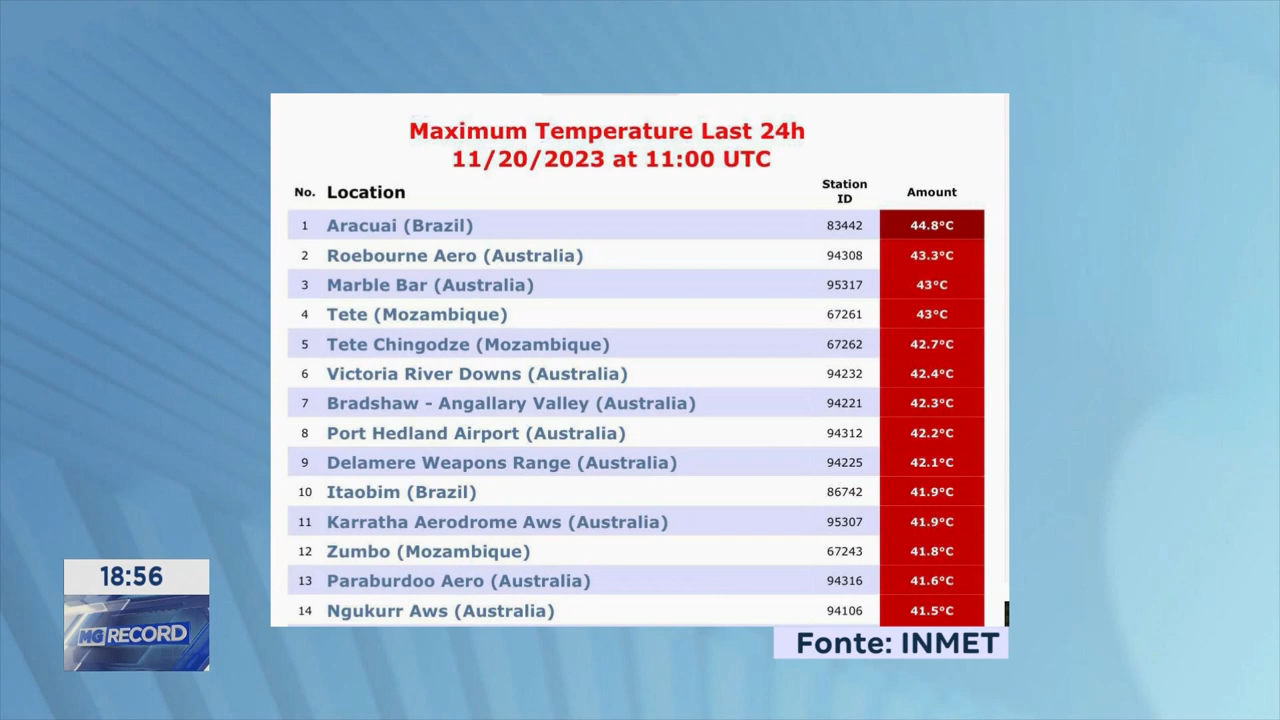 Maximum Temperature Last 24h
11/20/2023 at 11:00 UTC
No. Location Station ID Amount
1 Aracuai (Brazil) 83442 44.8°C
2 Roebourne Aero (Australia) 94308 43.3°C
3 Marble Bar (Australia) 95317 43°C
4 Tete (Mozambique) 67261 43°C
5 Tete Chingodze (Mozambique) 67262 42.7°C
6 Victoria River Downs (Australia) 94232 42.4°C
7 Bradshaw - Angallary Valley (Australia) 94221 42.3°C
8 Port Hedland Airport (Australia) 94312 42.2°C
9 Delamere Weapons Range (Australia) 94225 42.1°C
10 Itaobim (Brazil) 86742 41.9°C
11 Karratha Aerodrome Aws (Australia) 95307 41.9°C
12 Zumbo (Mozambique) 67243 41.8°C
13 Paraburdoo Aero (Australia) 94316 41.6°C
14 Ngukurr Aws (Australia) 94106 41.5°C
18:56
MG RECORD
Fonte: INMET